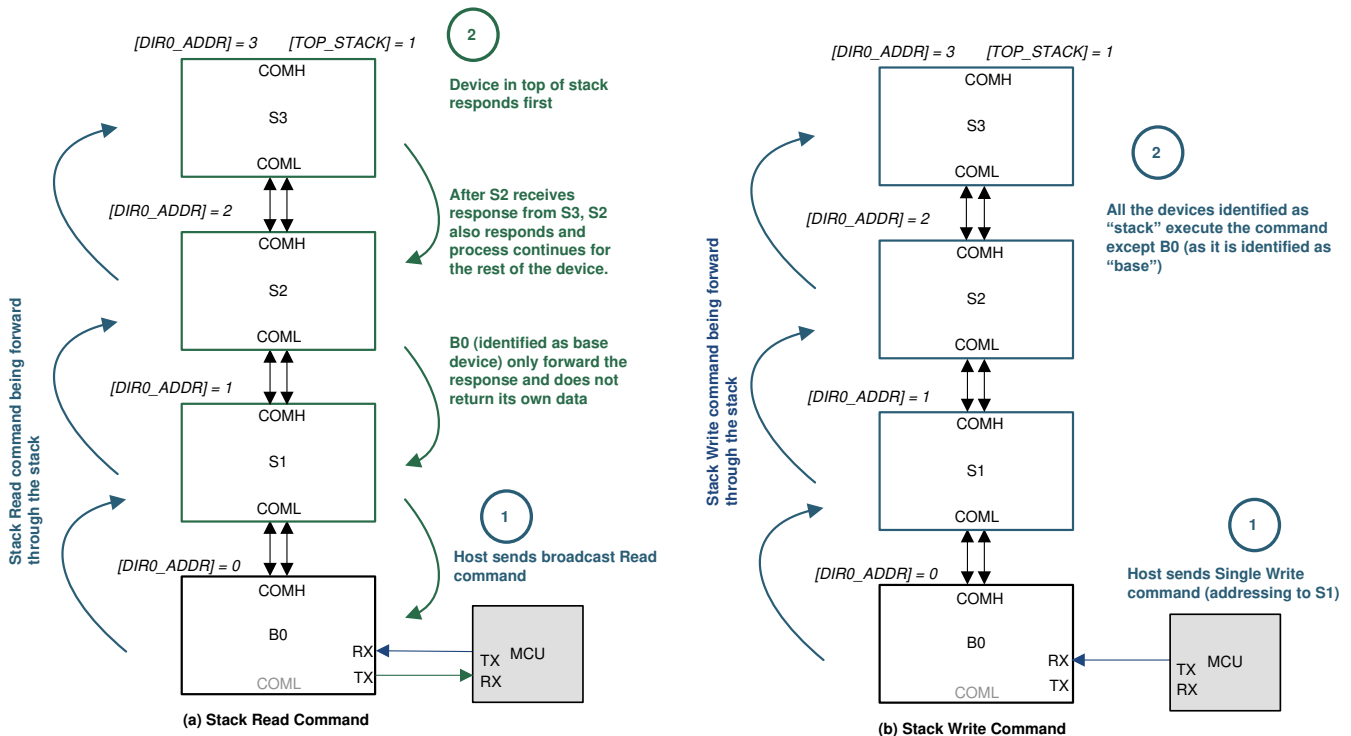 [DIR0_ADDR] = 3 [TOP_STACK] = 1
2
Device in top of stack
responds first
COMH
S3
COML
After S2 receives
response from S3, S2
also responds and
process continues for
the rest of the device.
[DIR0_ADDR] = 2
COMH
S2
COML
B0 (identified as base
device) only forward the
response and does not
return its own data
[DIR0_ADDR] = 1
COMH
S1
COML
1
Host sends broadcast Read
command
[DIR0_ADDR] = 0
COMH
B0
RX
TX
COML
TX
MCU
RX
Stack Read command being forward
through the stack
(a) Stack Read Command
[DIR0_ADDR] = 3 [TOP_STACK] = 1
COMH
S3
COML
2
All the devices identified as
“stack” execute the command
except B0 (as it is identified as
“base”)
[DIR0_ADDR] = 2
COMH
S2
COML
[DIR0_ADDR] = 1
COMH
S1
COML
1
Host sends Single Write
command (addressing to S1)
[DIR0_ADDR] = 0
COMH
B0
RX
TX
COML
TX
MCU
RX
Stack Write command being forward
through the stack
(b) Stack Write Command